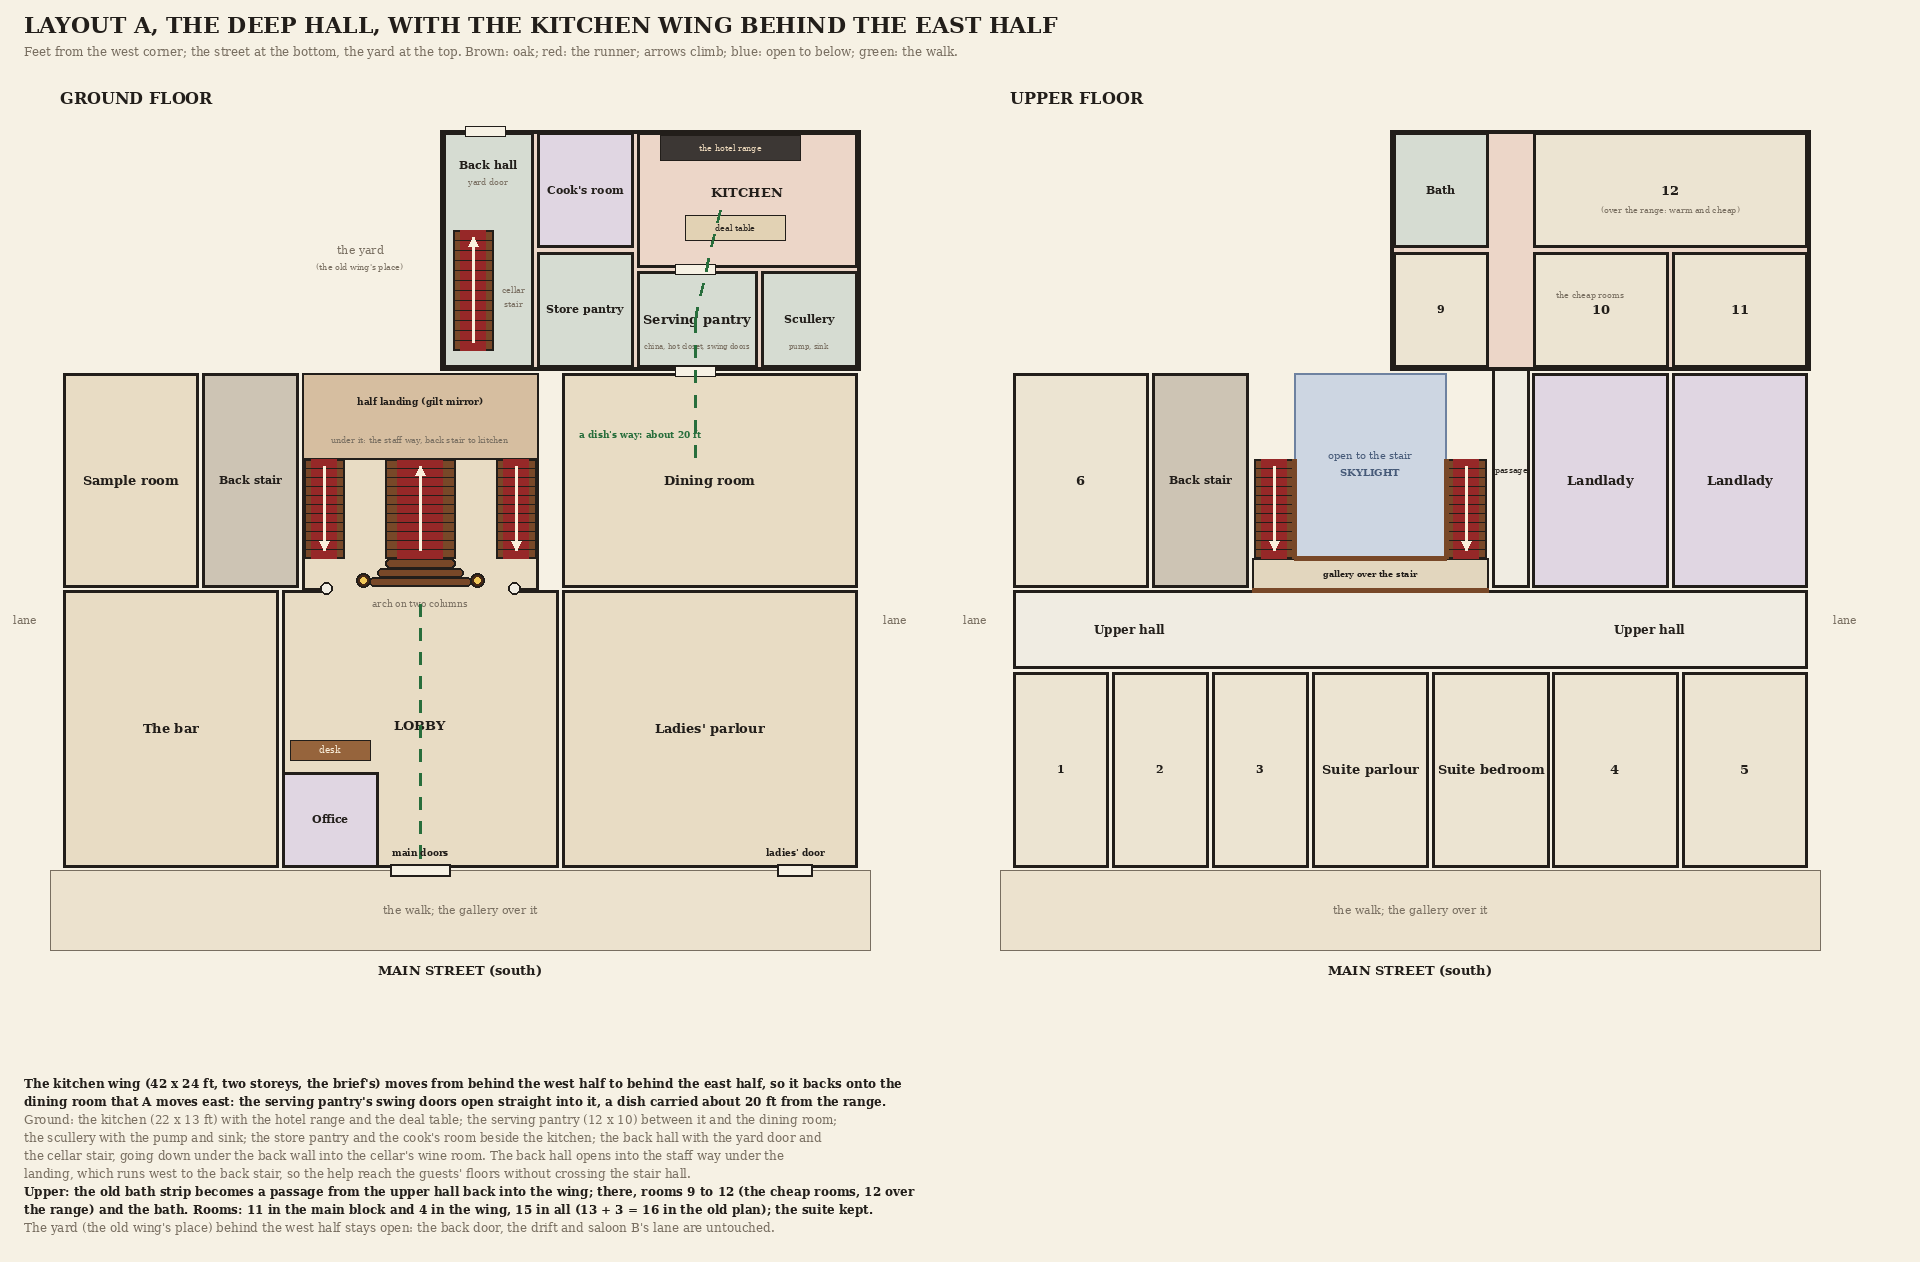 LAYOUT A, THE DEEP HALL, WITH THE KITCHEN WING BEHIND THE EAST HALF
Feet from the west corner; the street at the bottom, the yard at the top. Brown: oak; red: the runner; arrows climb; blue: open to below; green: the walk.
GROUND FLOOR
Back hall
yard door
Cook's room
the hotel range
KITCHEN
deal table
the yard
(the old wing's place)
cellar
stair
Store pantry
Serving pantry
china, hot closet, swing doors
Scullery
pump, sink
half landing (gilt mirror)
under it: the staff way, back stair to kitchen
a dish's way: about 20 ft
Sample room
Back stair
Dining room
arch on two columns
lane
lane
The bar
LOBBY
Ladies' parlour
desk
Office
main doors
ladies' door
the walk; the gallery over it
MAIN STREET (south)
UPPER FLOOR
Bath
12
(over the range: warm and cheap)
9
the cheap rooms
10
11
open to the stair
SKYLIGHT
passage
6
Back stair
Landlady
Landlady
gallery over the stair
lane
Upper hall
Upper hall
lane
1
2
3
Suite parlour
Suite bedroom
4
5
the walk; the gallery over it
MAIN STREET (south)
The kitchen wing (42 x 24 ft, two storeys, the brief's) moves from behind the west half to behind the east half, so it backs onto the
dining room that A moves east: the serving pantry's swing doors open straight into it, a dish carried about 20 ft from the range.
Ground: the kitchen (22 x 13 ft) with the hotel range and the deal table; the serving pantry (12 x 10) between it and the dining room;
the scullery with the pump and sink; the store pantry and the cook's room beside the kitchen; the back hall with the yard door and
the cellar stair, going down under the back wall into the cellar's wine room. The back hall opens into the staff way under the
landing, which runs west to the back stair, so the help reach the guests' floors without crossing the stair hall.
Upper: the old bath strip becomes a passage from the upper hall back into the wing; there, rooms 9 to 12 (the cheap rooms, 12 over
the range) and the bath. Rooms: 11 in the main block and 4 in the wing, 15 in all (13 + 3 = 16 in the old plan); the suite kept.
The yard (the old wing's place) behind the west half stays open: the back door, the drift and saloon B's lane are untouched.